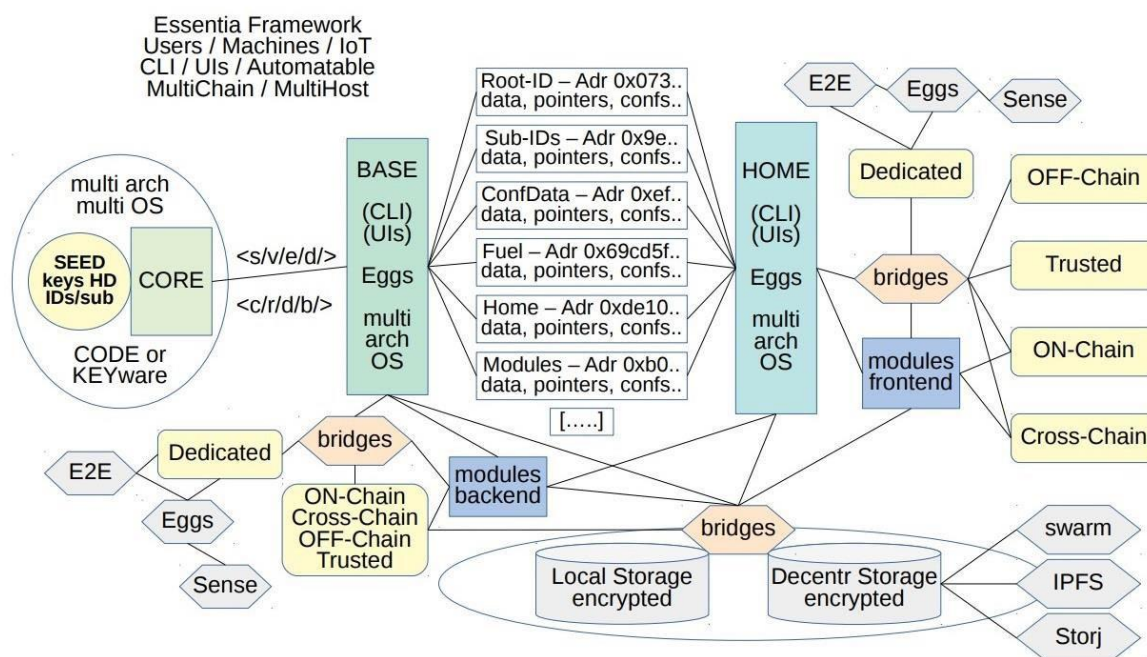 Essentia Framework
Users / Machines / IoT
CLI / UIs / Automatable
MultiChain / MultiHost
multi arch
multi OS
SEED
keys HD
IDs/sub
CORE
CODE or
KEYware
<s/v/e/d/>
<c/r/d/b/>
BASE
(CLI)
(UIs)
Eggs
multi
arch
OS
Root-ID – Adr 0x073..
data, pointers, confs..
Sub-IDs – Adr 0x9e..
data, pointers, confs..
ConfData – Adr 0xef..
data, pointers, confs..
Fuel – Adr 0x69cd5f..
data, pointers, confs..
Home – Adr 0xde10..
data, pointers, confs..
Modules – Adr 0xb0..
data, pointers, confs..
[.....]
HOME
(CLI)
(UIs)
Eggs
multi
arch
OS
E2E
Eggs
Sense
Dedicated
bridges
modules
frontend
OFF-Chain
Trusted
ON-Chain
Cross-Chain
E2E
Dedicated
Eggs
Sense
bridges
ON-Chain
Cross-Chain
OFF-Chain
Trusted
modules
backend
bridges
Local Storage
encrypted
Decentr Storage
encrypted
swarm
IPFS
Storj